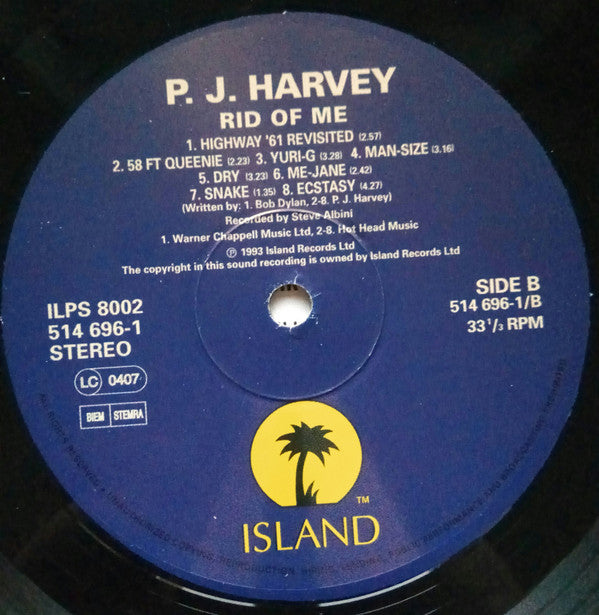 P. J. HARVEY
RID OF ME
1. HIGHWAY '61 REVISITED (2.57)
2. 58 FT QUEENIE (2.23) 3. YURI-G (3.28) 4. MAN-SIZE (3.16)
5. DRY (3.23) 6. ME-JANE (2.42)
7. SNAKE (1.35) 8. ECSTASY (4.27)
(Written by: 1. Bob Dylan, 2-8. P. J. Harvey)
Recorded by Steve Albini
1. Warner Chappell Music Ltd, 2-8. Hot Head Music
℗ 1993 Island Records Ltd
The copyright in this sound recording is owned by Island Records Ltd
ILPS 8002
514 696-1
STEREO
LC 0407
BIEM STEMRA
SIDE B
514 696-1/B
33 1/3 RPM
TM
ISLAND